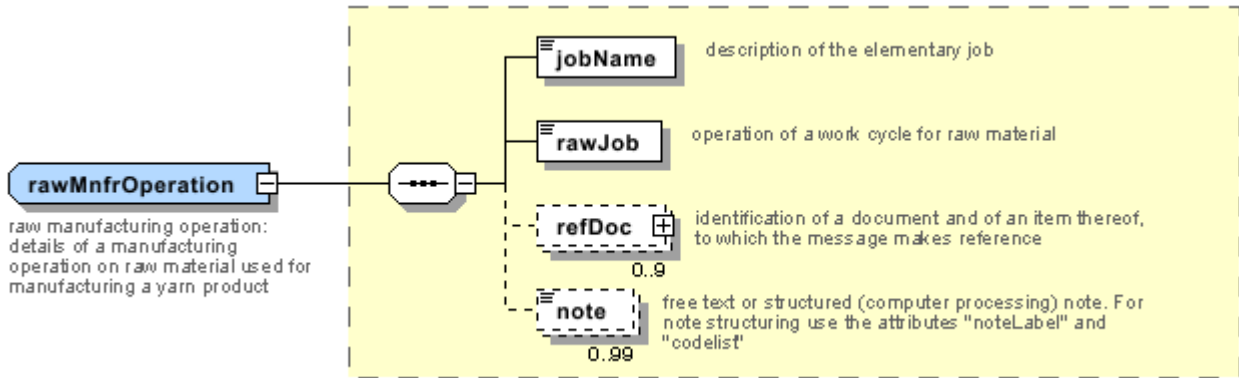 jobName
description of the elementary job
rawJob
operation of a work cycle for raw material
rawMnfrOperation
raw manufacturing operation:
details of a manufacturing
operation on raw material used for
manufacturing a yarn product
refDoc
0..9
identification of a document and of an item thereof,
to which the message makes reference
note
0..99
free text or structured (computer processing) note. For
note structuring use the attributes "noteLabel" and
"codelist"